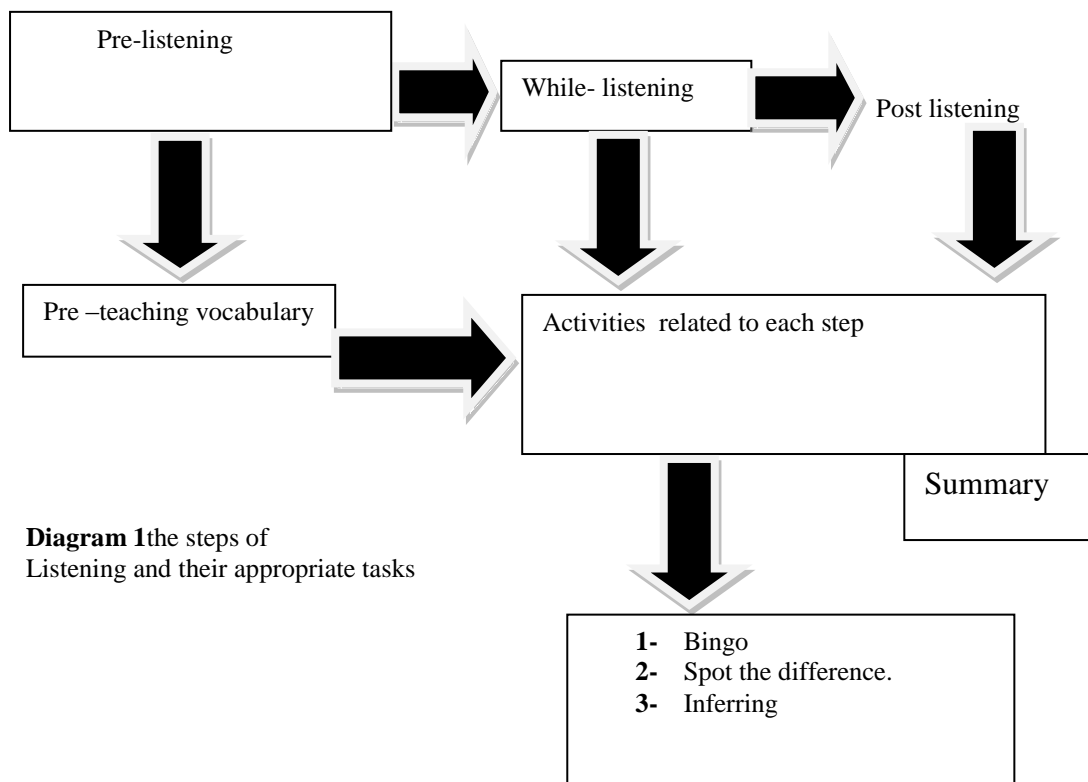 Pre-listening
While- listening
Post listening
Pre –teaching vocabulary
Activities  related to each step
Summary
Diagram 1the steps of
Listening and their appropriate tasks
1- Bingo
2- Spot the difference.
3- Inferring